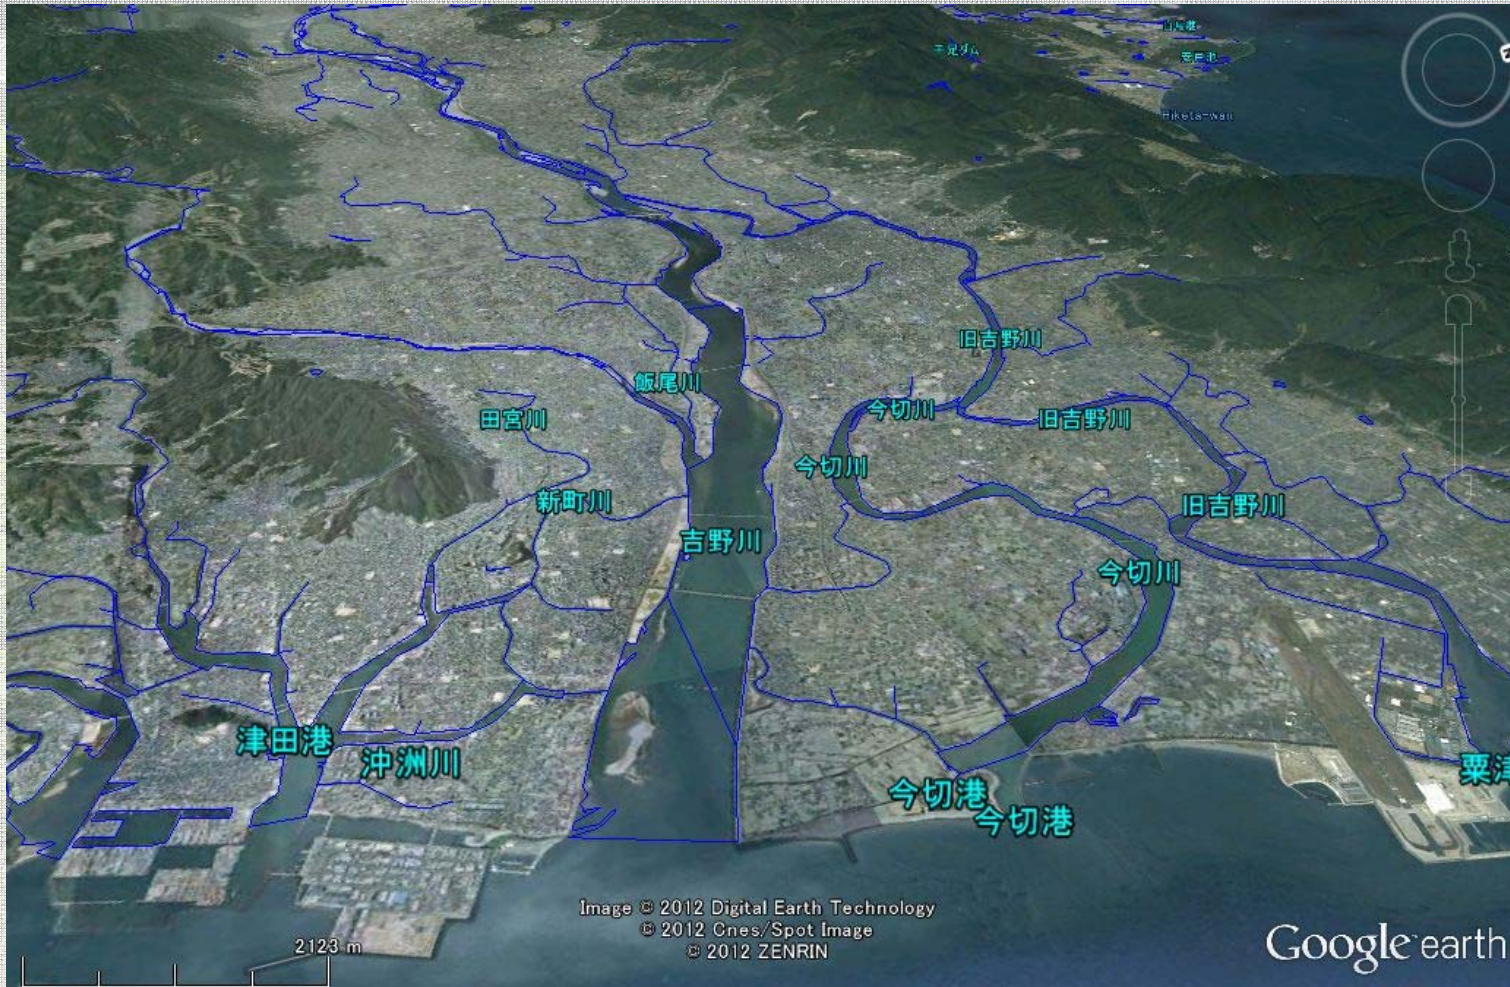 Hiketa-wan
旧吉野川
飯尾川
今切川
田宮川
旧吉野川
今切川
新町川
旧吉野川
吉野川
今切川
津田港
沖洲川
今切港
今切港
Image © 2012 Digital Earth Technology
© 2012 Cnes/Spot Image
© 2012 ZENRIN
2123 m
Google earth